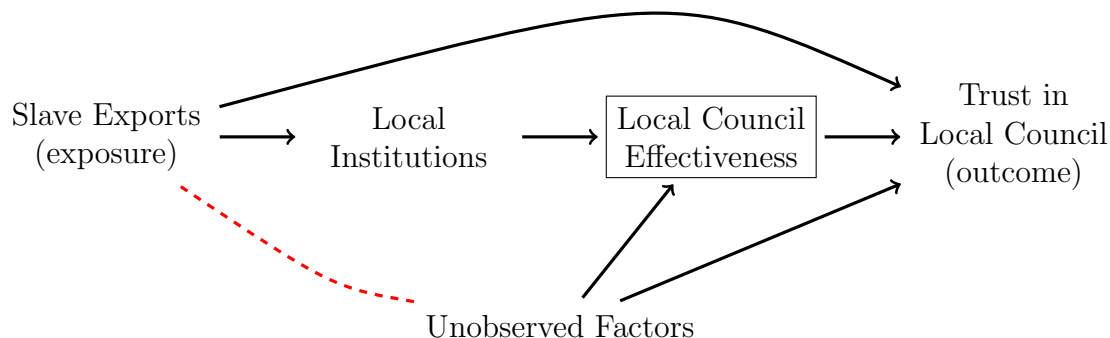 Slave Exports
(exposure)
Local
Institutions
Local Council
Effectiveness
Trust in
Local Council
(outcome)
Unobserved Factors